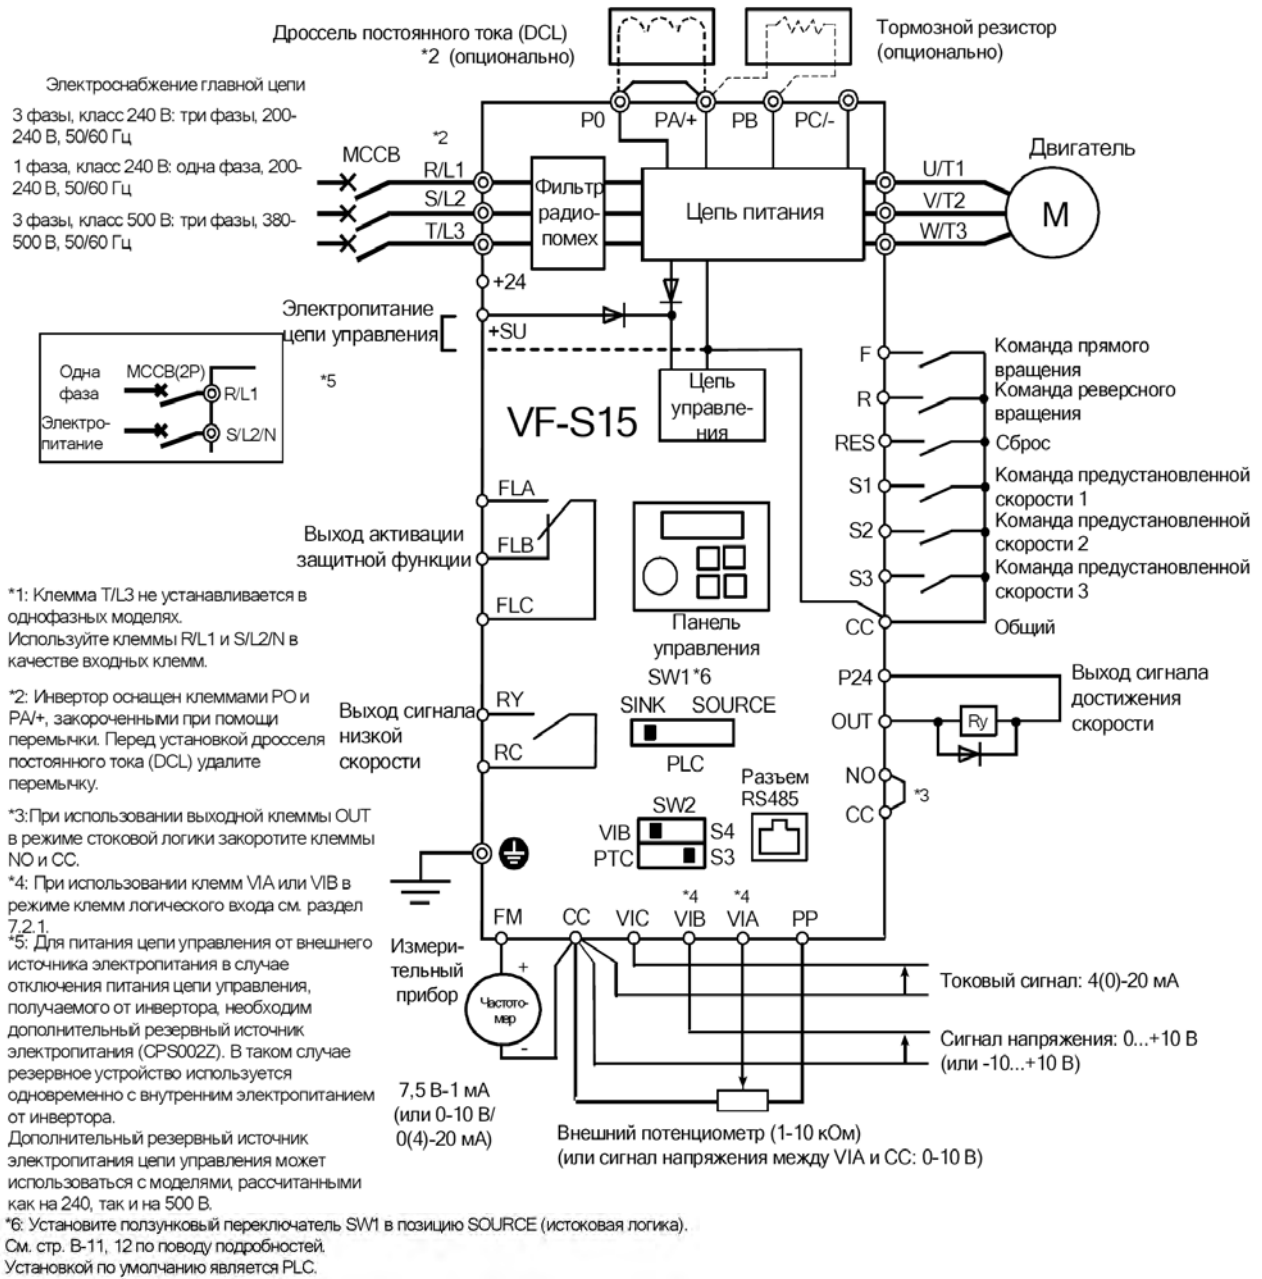 Дроссель постоянного тока (DCL)
*2 (опционально)
Тормозной резистор
(опционально)
Электроснабжение главной цепи
3 фазы, класс 240 В: три фазы, 200-
240 В, 50/60 Гц
1 фаза, класс 240 В: одна фаза, 200-
240 В, 50/60 Гц
3 фазы, класс 500 В: три фазы, 380-
500 В, 50/60 Гц
*2
MCCB
R/L1
S/L2
T/L3
P0
PA/+
PB
PC/-
Фильтр
радио-
помех
Цепь питания
U/T1
V/T2
W/T3
Двигатель
M
+24
Электропитание
цепи управления
+SU
*5
Одна
фаза
MCCB(2P)
R/L1
Электро-
питание
S/L2/N
Цепь
управле-
ния
VF-S15
F
Команда прямого
вращения
R
Команда реверсного
вращения
RES
Сброс
S1
Команда предустановленной
скорости 1
S2
Команда предустановленной
скорости 2
S3
Команда предустановленной
скорости 3
CC
Общий
FLA
FLB
FLC
Выход активации
защитной функции
Панель
управления
P24
OUT
Ry
Выход сигнала
достижения
скорости
NO
CC
*3
RY
RC
Выход сигнала
низкой
скорости
SW1*6
SINK SOURCE
PLC
SW2
VIB
S4
PTC
S3
Разъем
RS485
*1: Клемма T/L3 не устанавливается в
однофазных моделях.
Используйте клеммы R/L1 и S/L2/N в
качестве входных клемм.
*2: Инвертор оснащен клеммами PO и
PA/+, закороченными при помощи
перемычки. Перед установкой дросселя
постоянного тока (DCL) удалите
перемычку.
*3:При использовании выходной клеммы OUT
в режиме стоковой логики закоротите клеммы
NO и CC.
*4: При использовании клемм VIA или VIB в
режиме клемм логического входа см. раздел
7.2.1.
*5: Для питания цепи управления от внешнего
источника электропитания в случае
отключения питания цепи управления,
получаемого от инвертора, необходим
дополнительный резервный источник
электропитания (CPS002Z). В таком случае
резервное устройство используется
одновременно с внутренним электропитанием
от инвертора.
Дополнительный резервный источник
электропитания цепи управления может
использоваться с моделями, рассчитанными
как на 240, так и на 500 В.
*6: Установите ползунковый переключатель SW1 в позицию SOURCE (истоковая логика).
См. стр. B-11, 12 по поводу подробностей.
Установкой по умолчанию является PLC.
*4
*4
FM
CC
VIC
VIB
VIA
PP
Измери-
тельный
прибор
+
Частото-
мер
-
7,5 В-1 мА
(или 0-10 В/
0(4)-20 мА)
Токовый сигнал: 4(0)-20 мА
Сигнал напряжения: 0...+10 В
(или -10...+10 В)
Внешний потенциометр (1-10 кОм)
(или сигнал напряжения между VIA и CC: 0-10 В)